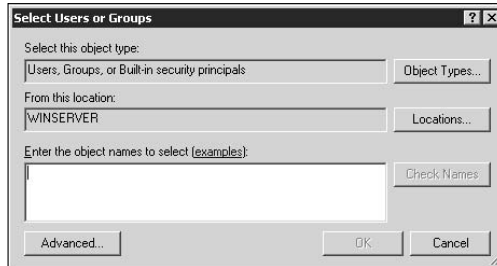 Select Users or Groups
Select this object type:
Users, Groups, or Built-in security principals
Object Types...
From this location:
WINSERVER
Locations...
Enter the object names to select (examples):
Check Names
Advanced...
OK
Cancel